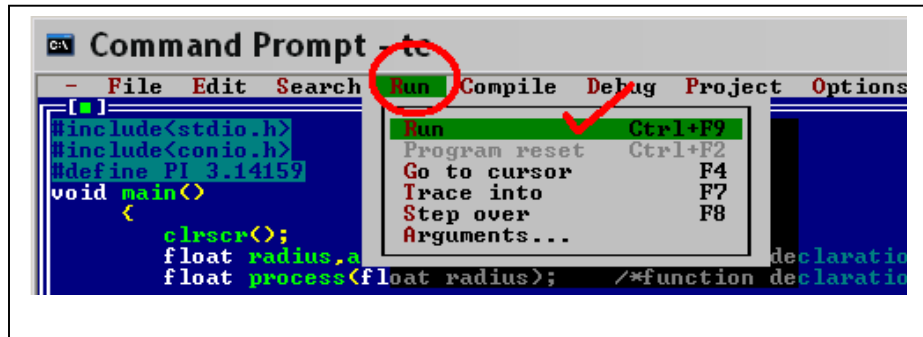 Command Prompt - tc
- File Edit Search Run Compile Debug Project Options
#include<stdio.h>
#include<conio.h>
#define PI 3.14159
void main()
{
clrscr();
float radius,a
float process(float radius); /*function declaratio
Run Ctrl+F9
Program reset Ctrl+F2
Go to cursor F4
Trace into F7
Step over F8
Arguments...
declaratio